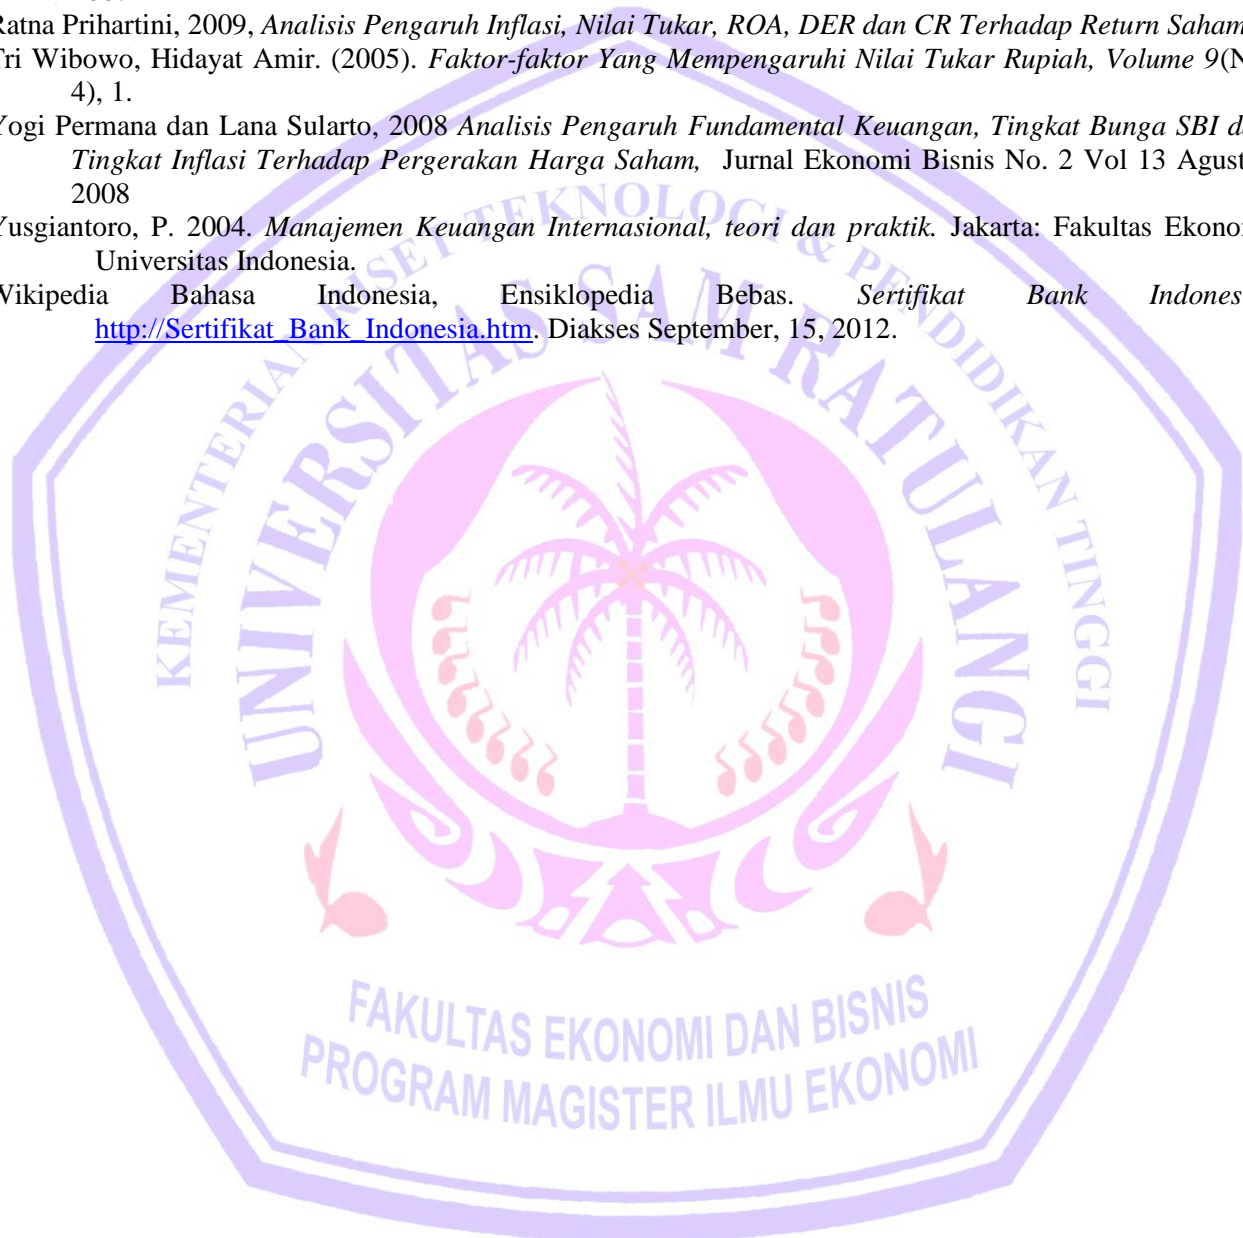 Ratna Prihartini, 2009, Analisis Pengaruh Inflasi, Nilai Tukar, ROA, DER dan CR Terhadap Return Saham
Tri Wibowo, Hidayat Amir. (2005). Faktor-faktor Yang Mempengaruhi Nilai Tukar Rupiah, Volume 9(N
4), 1.
Yogi Permana dan Lana Sularto, 2008 Analisis Pengaruh Fundamental Keuangan, Tingkat Bunga SBI da
Tingkat Inflasi Terhadap Pergerakan Harga Saham, Jurnal Ekonomi Bisnis No. 2 Vol 13 Agust
2008
Yusgiantoro, P. 2004. Manajemen Keuangan Internasional, teori dan praktik. Jakarta: Fakultas Ekonor
Universitas Indonesia.
Wikipedia Bahasa Indonesia, Ensiklopedia Bebas. Sertifikat Bank Indones
http://Sertifikat_Bank_Indonesia.htm. Diakses September, 15, 2012.
KEMENTERIAN RISET TEKNOLOGI & PENDIDIKAN TINGGI
UNIVERSITAS SAM RATULANGI
FAKULTAS EKONOMI DAN BISNIS
PROGRAM MAGISTER ILMU EKONOMI